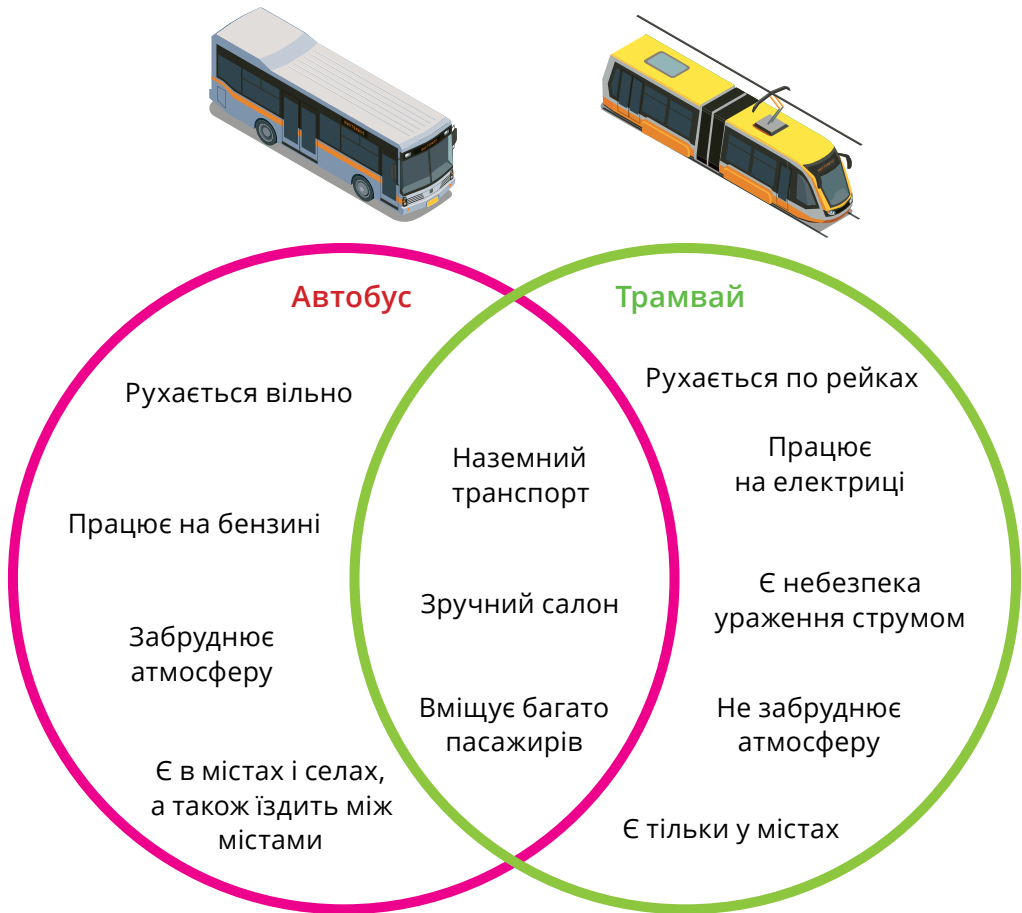 Автобус
Рухається вільно
Працює на бензині
Забруднює
атмосферу
Є в містах і селах,
а також їздить між
містами
Наземний
транспорт
Зручний салон
Вміщує багато
пасажирів
Трамвай
Рухається по рейках
Працює
на електриці
Є небезпека
ураження струмом
Не забруднює
атмосферу
Є тільки у містах